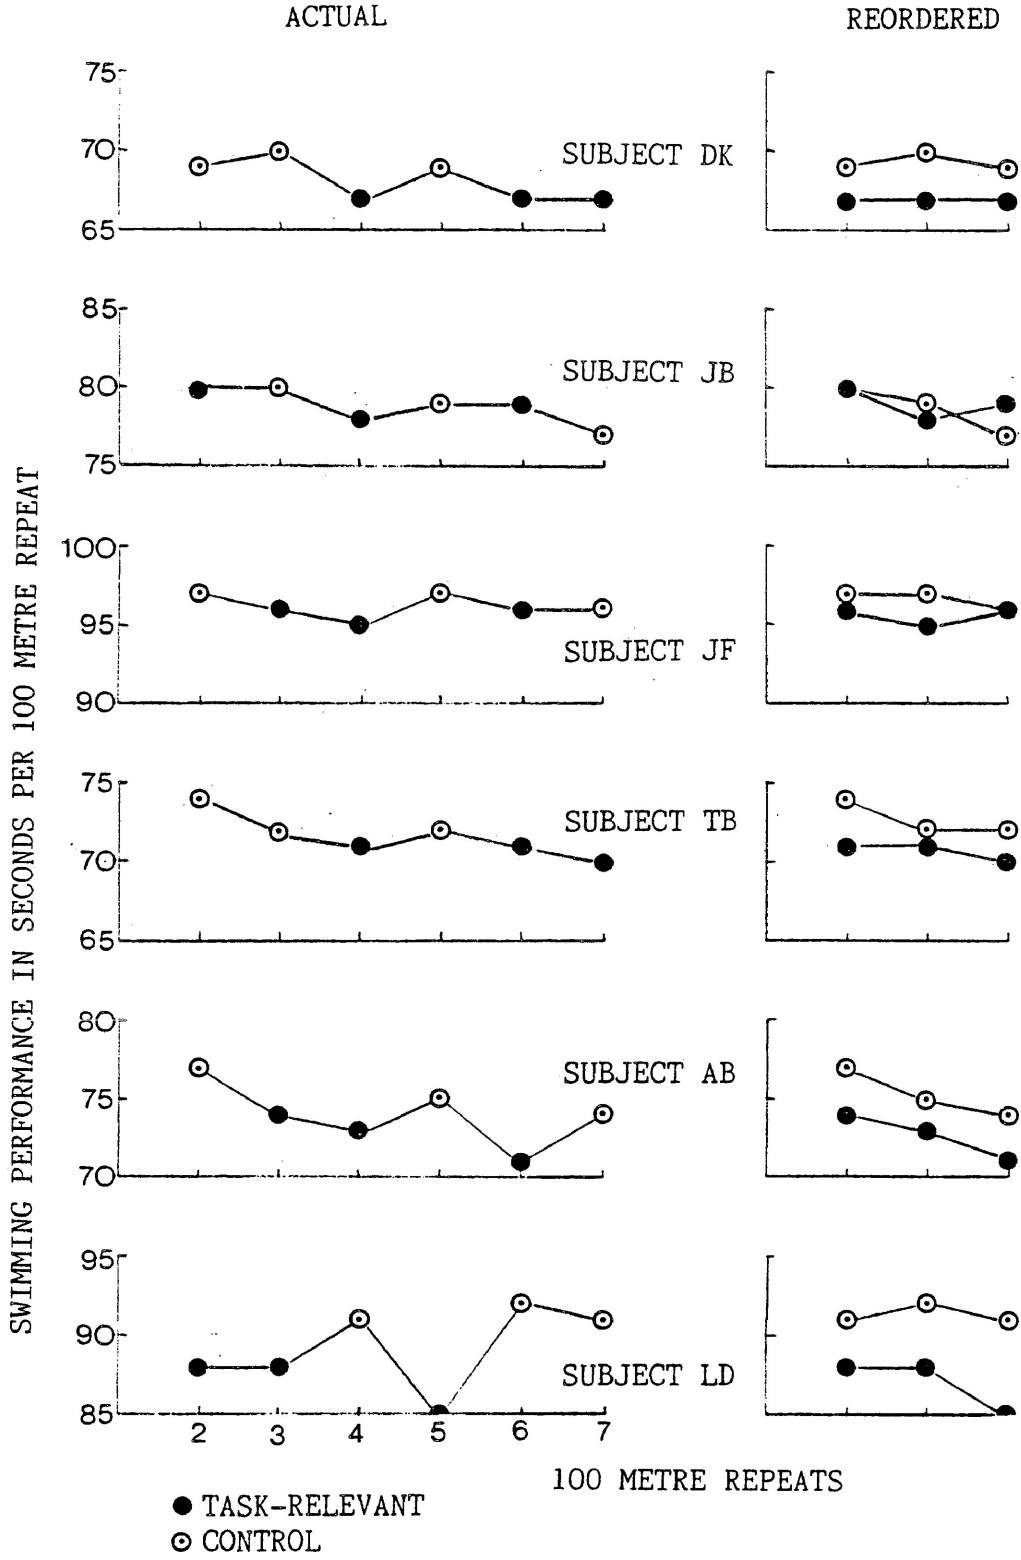 ACTUAL
REORDERED
75
70
SUBJECT DK
65
85
80
SUBJECT JB
75
100
95
SUBJECT JF
90
75
SUBJECT TB
70
65
80
SUBJECT AB
75
70
95
90
SUBJECT LD
85
2 3 4 5 6 7
SWIMMING PERFORMANCE IN SECONDS PER 100 METRE REPEAT
100 METRE REPEATS
TASK-RELEVANT
CONTROL